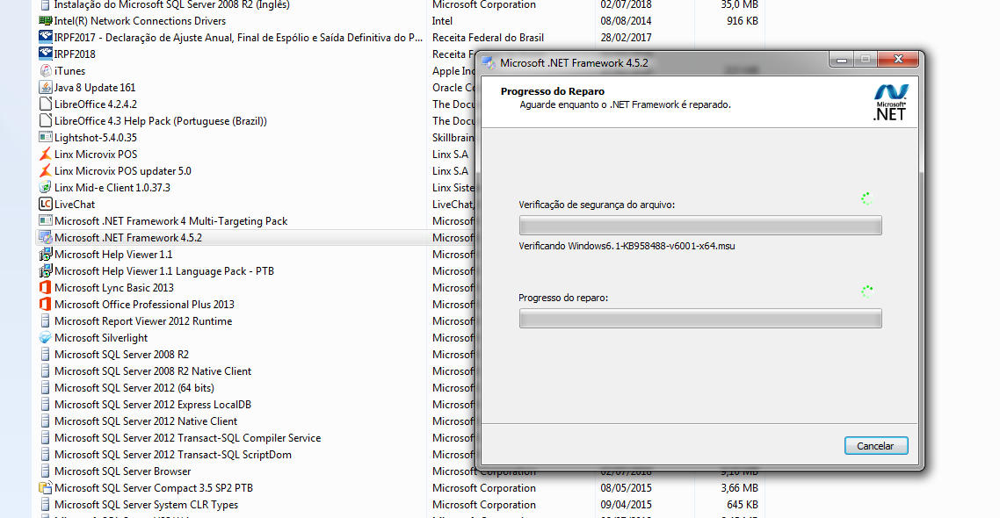 Instalação do Microsoft SQL Server 2008 R2 (Inglês) Microsoft Corporation 02/07/2018 35,0 MB
Intel(R) Network Connections Drivers Intel 08/08/2014 916 KB
IRPF2017 - Declaração de Ajuste Anual, Final de Espólio e Saída Definitiva do P... Receita Federal do Brasil 28/02/2017
IRPF2018 Receita F
iTunes Apple Inc
Java 8 Update 161 Oracle Co
LibreOffice 4.2.4.2 The Docu
LibreOffice 4.3 Help Pack (Portuguese (Brazil)) The Docu
Lightshot-5.4.0.35 Skillbrain
Linx Microvix POS Linx S.A
Linx Microvix POS updater 5.0 Linx S.A
Linx Mid-e Client 1.0.37.3 Linx Siste
LiveChat LiveChat,
Microsoft .NET Framework 4 Multi-Targeting Pack Microsof
Microsoft .NET Framework 4.5.2 Microsof
Microsoft Help Viewer 1.1 Microsof
Microsoft Help Viewer 1.1 Language Pack - PTB Microsof
Microsoft Lync Basic 2013 Microsof
Microsoft Office Professional Plus 2013 Microsof
Microsoft Report Viewer 2012 Runtime Microsof
Microsoft Silverlight Microsof
Microsoft SQL Server 2008 R2 Microsof
Microsoft SQL Server 2008 R2 Native Client Microsof
Microsoft SQL Server 2012 (64 bits) Microsof
Microsoft SQL Server 2012 Express LocalDB Microsof
Microsoft SQL Server 2012 Native Client Microsof
Microsoft SQL Server 2012 Transact-SQL Compiler Service Microsof
Microsoft SQL Server 2012 Transact-SQL ScriptDom Microsof
Microsoft SQL Server Browser Microsoft Corporation 02/07/2018 9,16 MB
Microsoft SQL Server Compact 3.5 SP2 PTB Microsoft Corporation 08/05/2015 3,66 MB
Microsoft SQL Server System CLR Types Microsoft Corporation 09/04/2015 645 KB
Microsoft .NET Framework 4.5.2
Progresso do Reparo
Aguarde enquanto o .NET Framework é reparado.
Microsoft®
.NET
Verificação de segurança do arquivo:
Verificando Windows6.1-KB958488-v6001-x64.msu
Progresso do reparo:
Cancelar